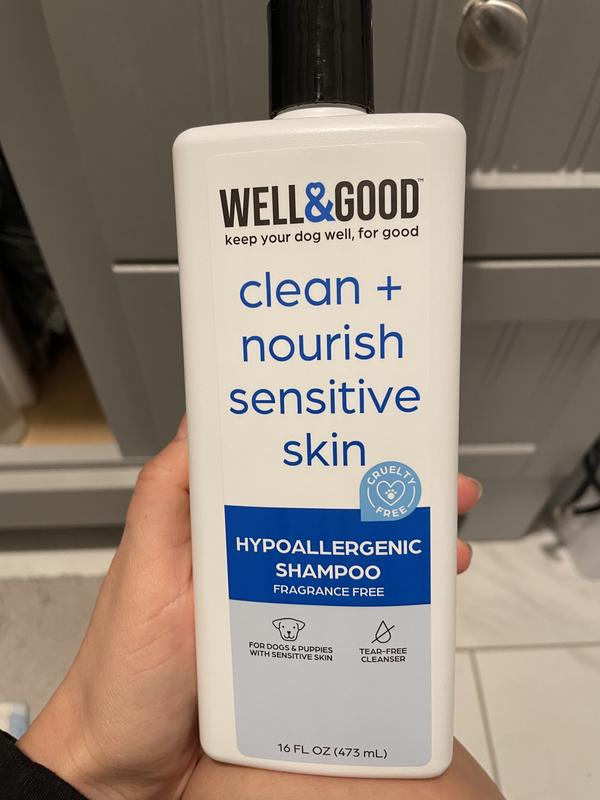 WELL&GOOD™
keep your dog well, for good
clean +
nourish
sensitive
skin
CRUELTY
FREE
HYPOALLERGENIC
SHAMPOO
FRAGRANCE FREE
FOR DOGS & PUPPIES
WITH SENSITIVE SKIN
TEAR-FREE
CLEANSER
16 FL OZ (473 mL)